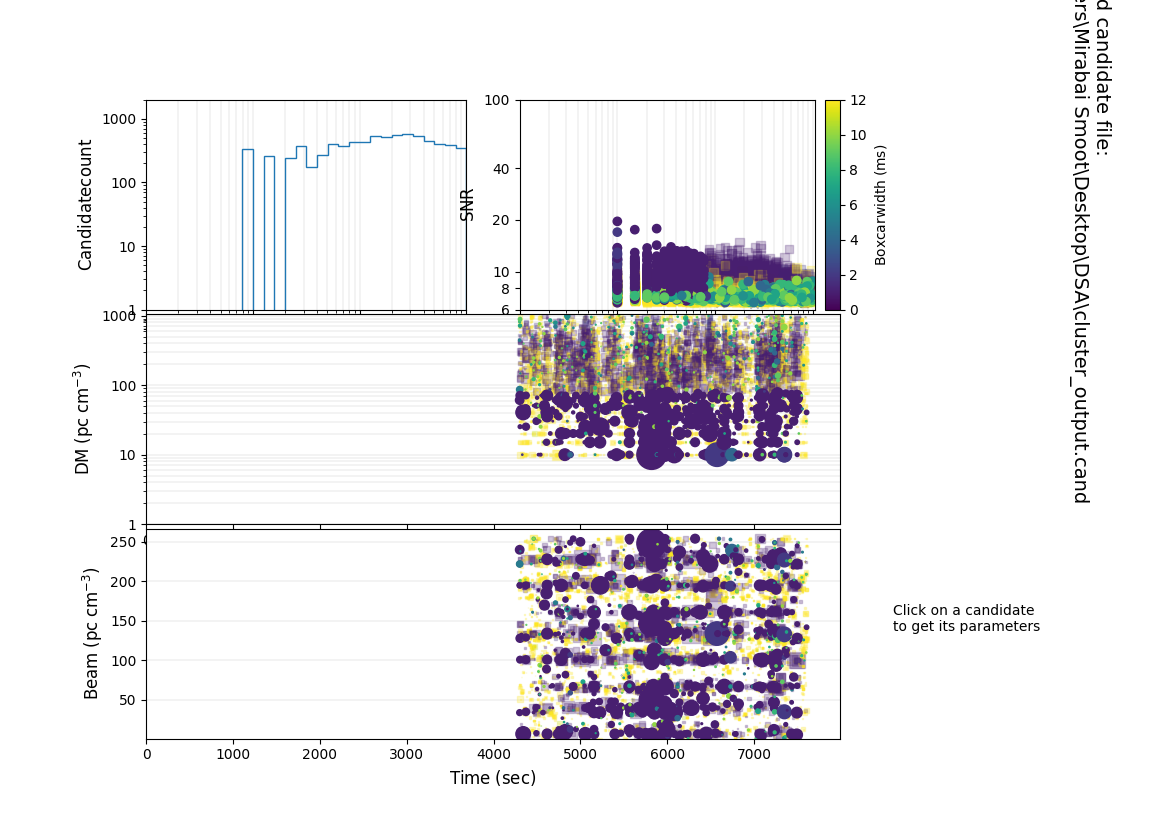 d candidate file:
ers\Mirabai Smoot\Desktop\DSA\cluster_output.cand
Candidatecount
1000
100
10
1
SNR
100
40
20
10
8
6
12
10
8
6
4
2
0
Boxcarwidth (ms)
DM (pc cm⁻³)
1000
100
10
1
Beam (pc cm⁻³)
250
200
150
100
50
0 1000 2000 3000 4000 5000 6000 7000
Time (sec)
Click on a candidate
to get its parameters